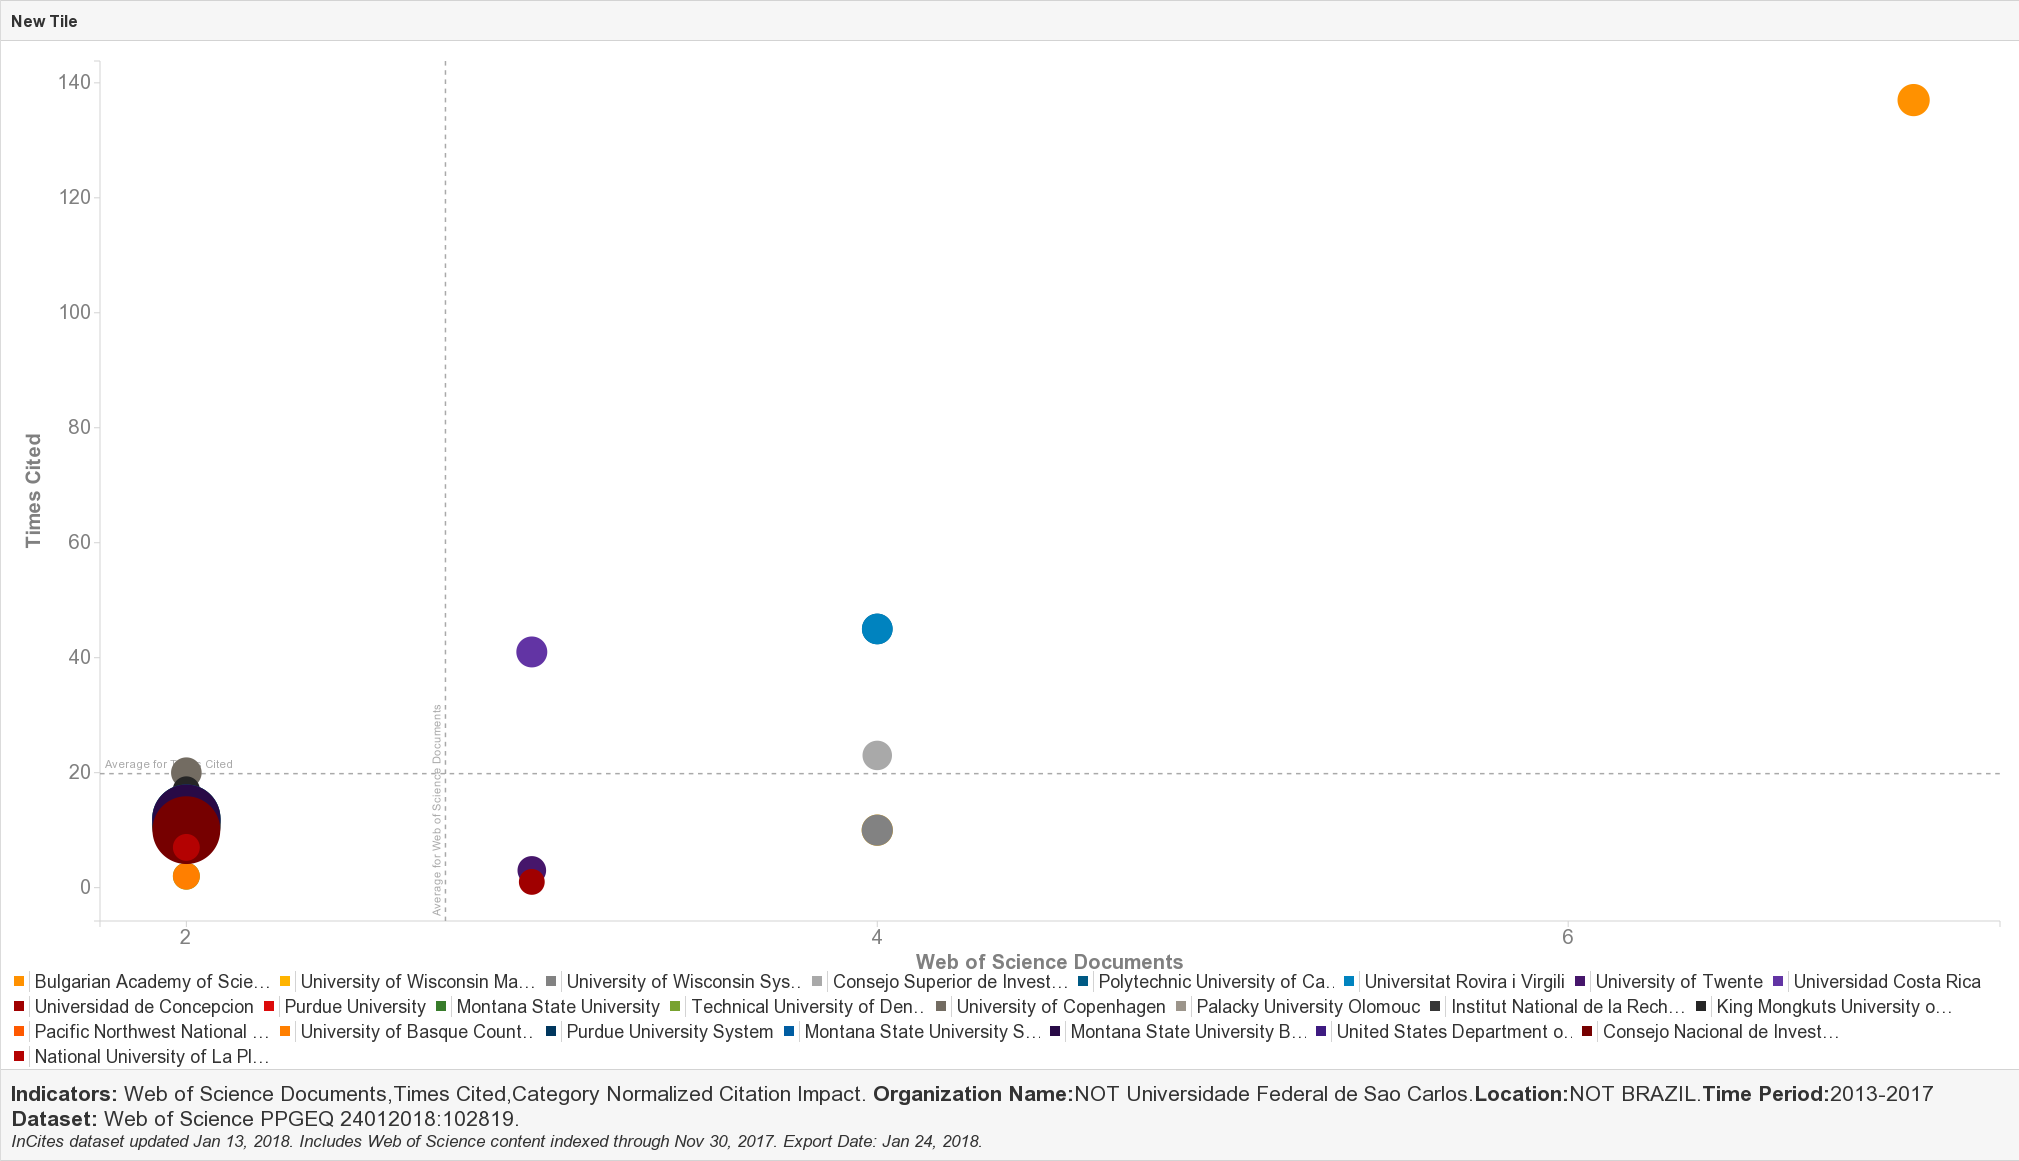 New Tile
140
120
100
80
60
40
20
0
Times Cited
Average for Times Cited
Average for Web of Science Documents
2
4
6
Web of Science Documents
Bulgarian Academy of Scie… University of Wisconsin Ma… University of Wisconsin Sys.. Consejo Superior de Invest… Polytechnic University of Ca.. Universitat Rovira i Virgili University of Twente Universidad Costa Rica
Universidad de Concepcion Purdue University Montana State University Technical University of Den.. University of Copenhagen Palacky University Olomouc Institut National de la Rech… King Mongkuts University o…
Pacific Northwest National … University of Basque Count.. Purdue University System Montana State University S… Montana State University B… United States Department o.. Consejo Nacional de Invest…
National University of La Pl…
Indicators: Web of Science Documents,Times Cited,Category Normalized Citation Impact. Organization Name:NOT Universidade Federal de Sao Carlos.Location:NOT BRAZIL.Time Period:2013-2017
Dataset: Web of Science PPGEQ 24012018:102819.
InCites dataset updated Jan 13, 2018. Includes Web of Science content indexed through Nov 30, 2017. Export Date: Jan 24, 2018.